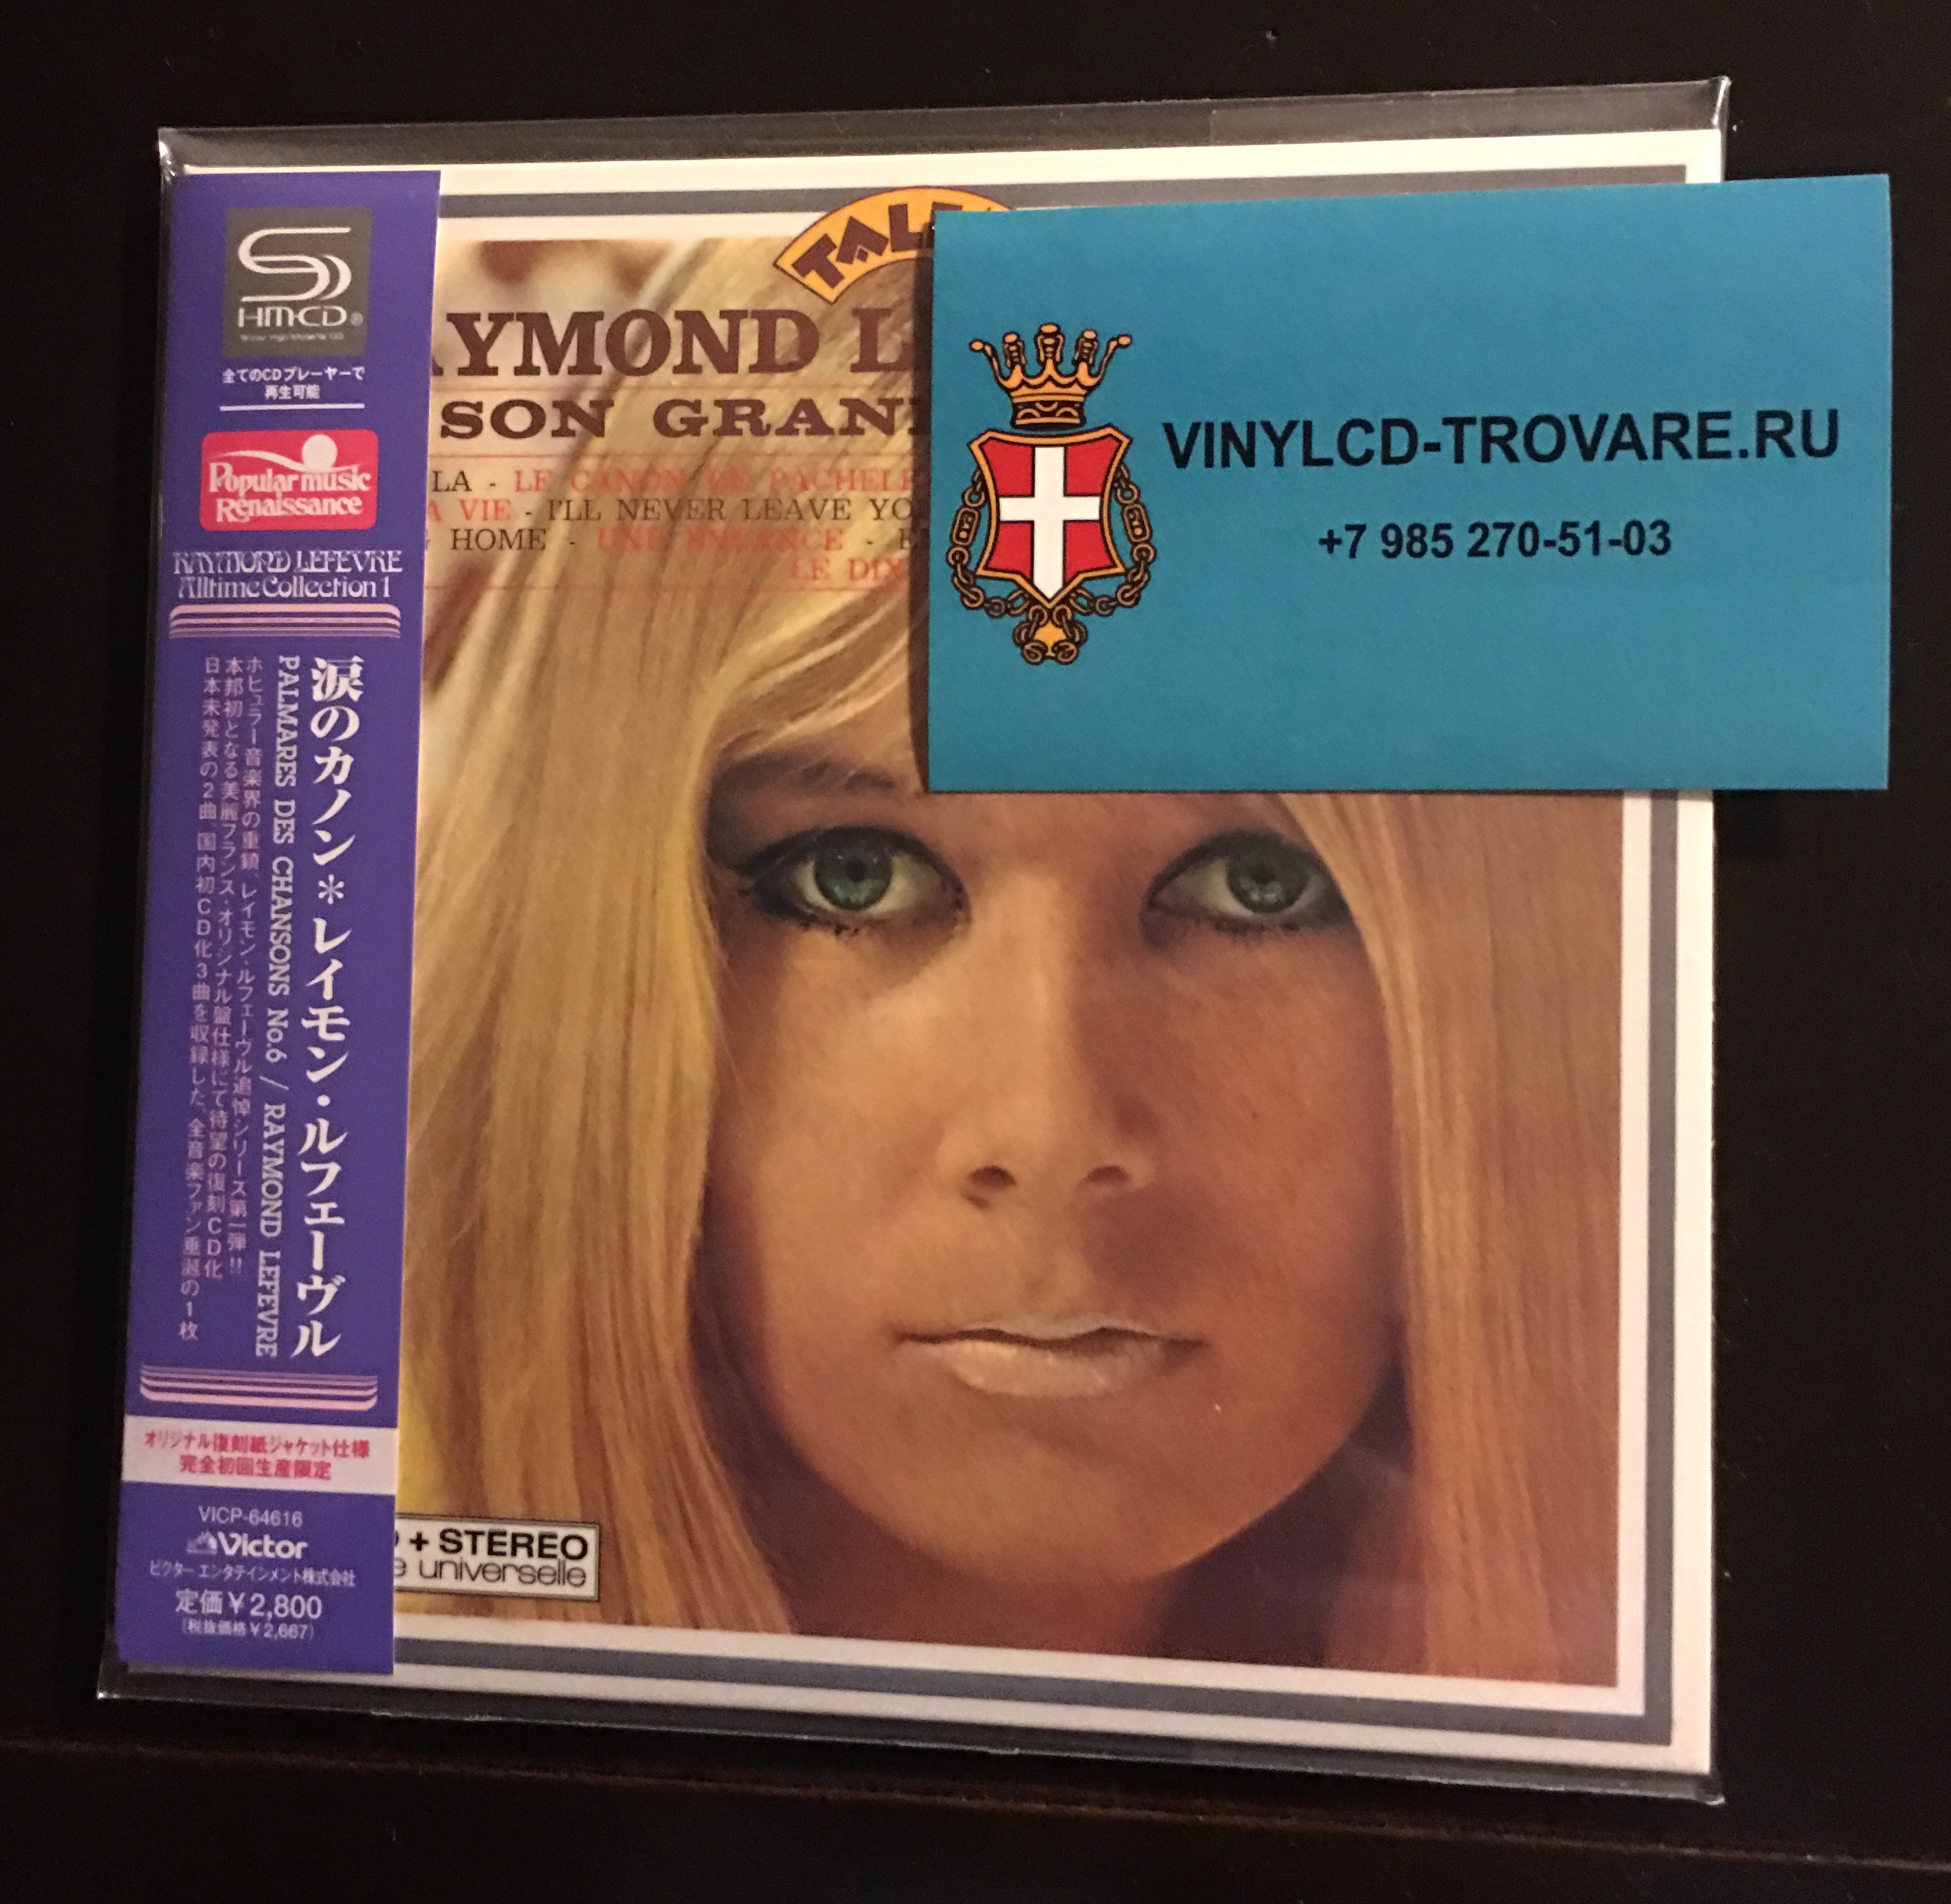 HM-CD®
Super High Material CD
全てのCDプレーヤーで
再生可能
Popular music
Renaissance
RAYMOND LEFEVRE
Alltime Collection 1
涙のカノン＊レイモン・ルフェーヴル
PALMARES DES CHANSONS No.6 / RAYMOND LEFEVRE
ポピュラー音楽界の重鎮、レイモン・ルフェーヴル追悼シリーズ第一弾!!
本邦初となる美麗フランス・オリジナル盤仕様にて待望の復刻CD化
日本未発表の2曲、国内初CD化3曲を収録した、全音楽ファン垂涎の1枚
オリジナル復刻紙ジャケット仕様
完全初回生産限定
VICP-64616
Victor
ビクターエンタテインメント株式会社
定価￥2,800
(税抜価格￥2,667)
TAL
AYMOND L
SON GRAN
LA - LE CANON DE PACHELB
A VIE - I'LL NEVER LEAVE YO
G HOME - UNE ENFANCE - E
LE DIX
+ STEREO
e universelle
VINYLCD-TROVARE.RU
+7 985 270-51-03